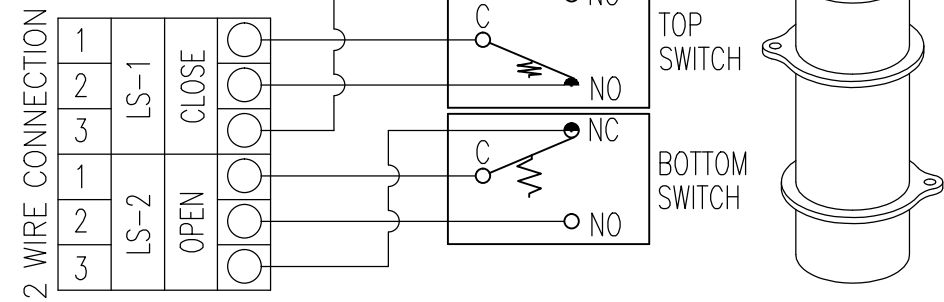 2 WIRE CONNECTION
1
2
3
1
2
3
LS-1
LS-2
CLOSE
OPEN
C
NO
TOP
SWITCH
NC
C
NO
BOTTOM
SWITCH